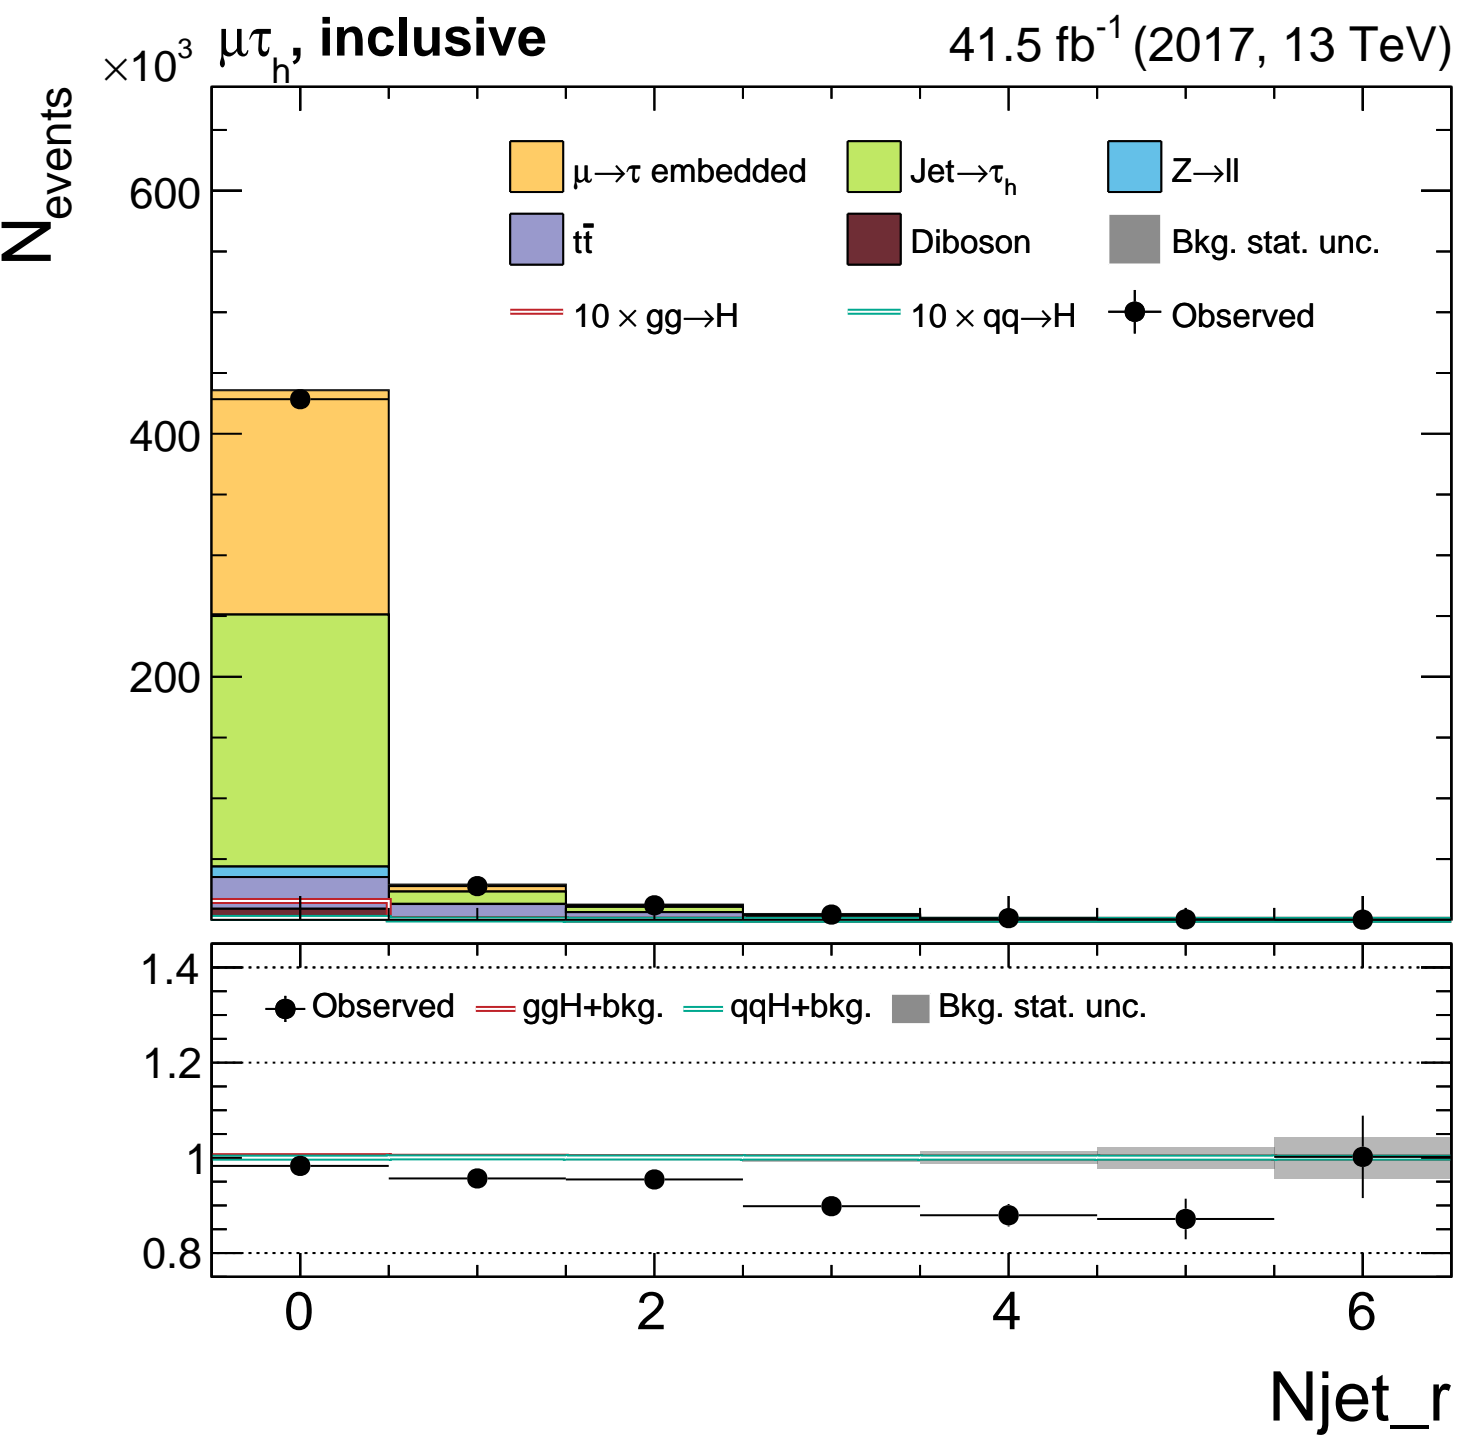 ×10³ μτₕ, inclusive 41.5 fb⁻¹ (2017, 13 TeV)
N_events
600
400
200
μ→τ embedded Jet→τₕ Z→ll
tt̄ Diboson Bkg. stat. unc.
10 × gg→H 10 × qq→H Observed
1.4
1.2
1
0.8
Observed ggH+bkg. qqH+bkg. Bkg. stat. unc.
0 2 4 6
Njet_r